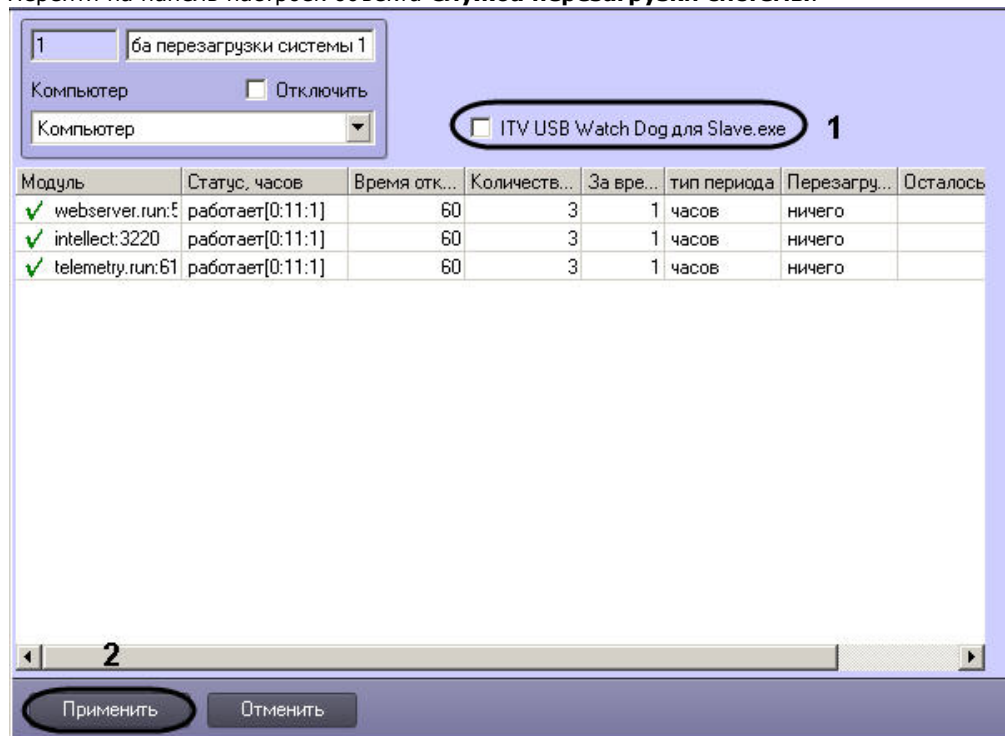 1 ба перезагрузки системы 1
Компьютер Отключить
Компьютер
ITV USB Watch Dog для Slave.exe 1
Модуль Статус, часов Время отк... Количеств... За вре... тип периода Перезагру... Осталось
webserver.run:5 работает[0:11:1] 60 3 1 часов ничего
intellect:3220 работает[0:11:1] 60 3 1 часов ничего
telemetry.run:61 работает[0:11:1] 60 3 1 часов ничего
2
Применить Отменить